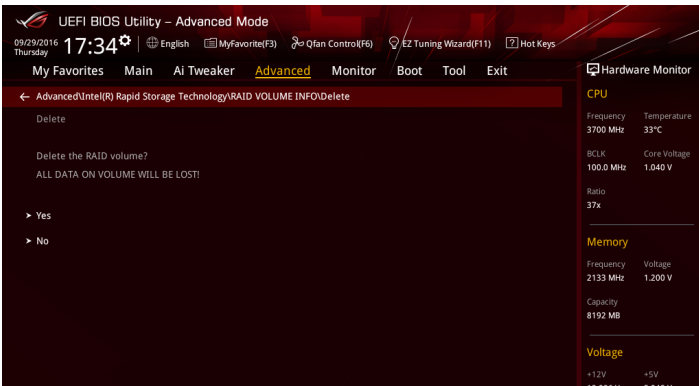 UEFI BIOS Utility – Advanced Mode
09/29/2016 Thursday 17:34 English MyFavorite(F3) Qfan Control(F6) EZ Tuning Wizard(F11) Hot Keys
My Favorites Main Ai Tweaker Advanced Monitor Boot Tool Exit
Advanced\Intel(R) Rapid Storage Technology\RAID VOLUME INFO\Delete
Delete
Delete the RAID volume?
ALL DATA ON VOLUME WILL BE LOST!
Yes
No
Hardware Monitor
CPU
Frequency Temperature
3700 MHz 33°C
BCLK Core Voltage
100.0 MHz 1.040 V
Ratio
37x
Memory
Frequency Voltage
2133 MHz 1.200 V
Capacity
8192 MB
Voltage
+12V +5V